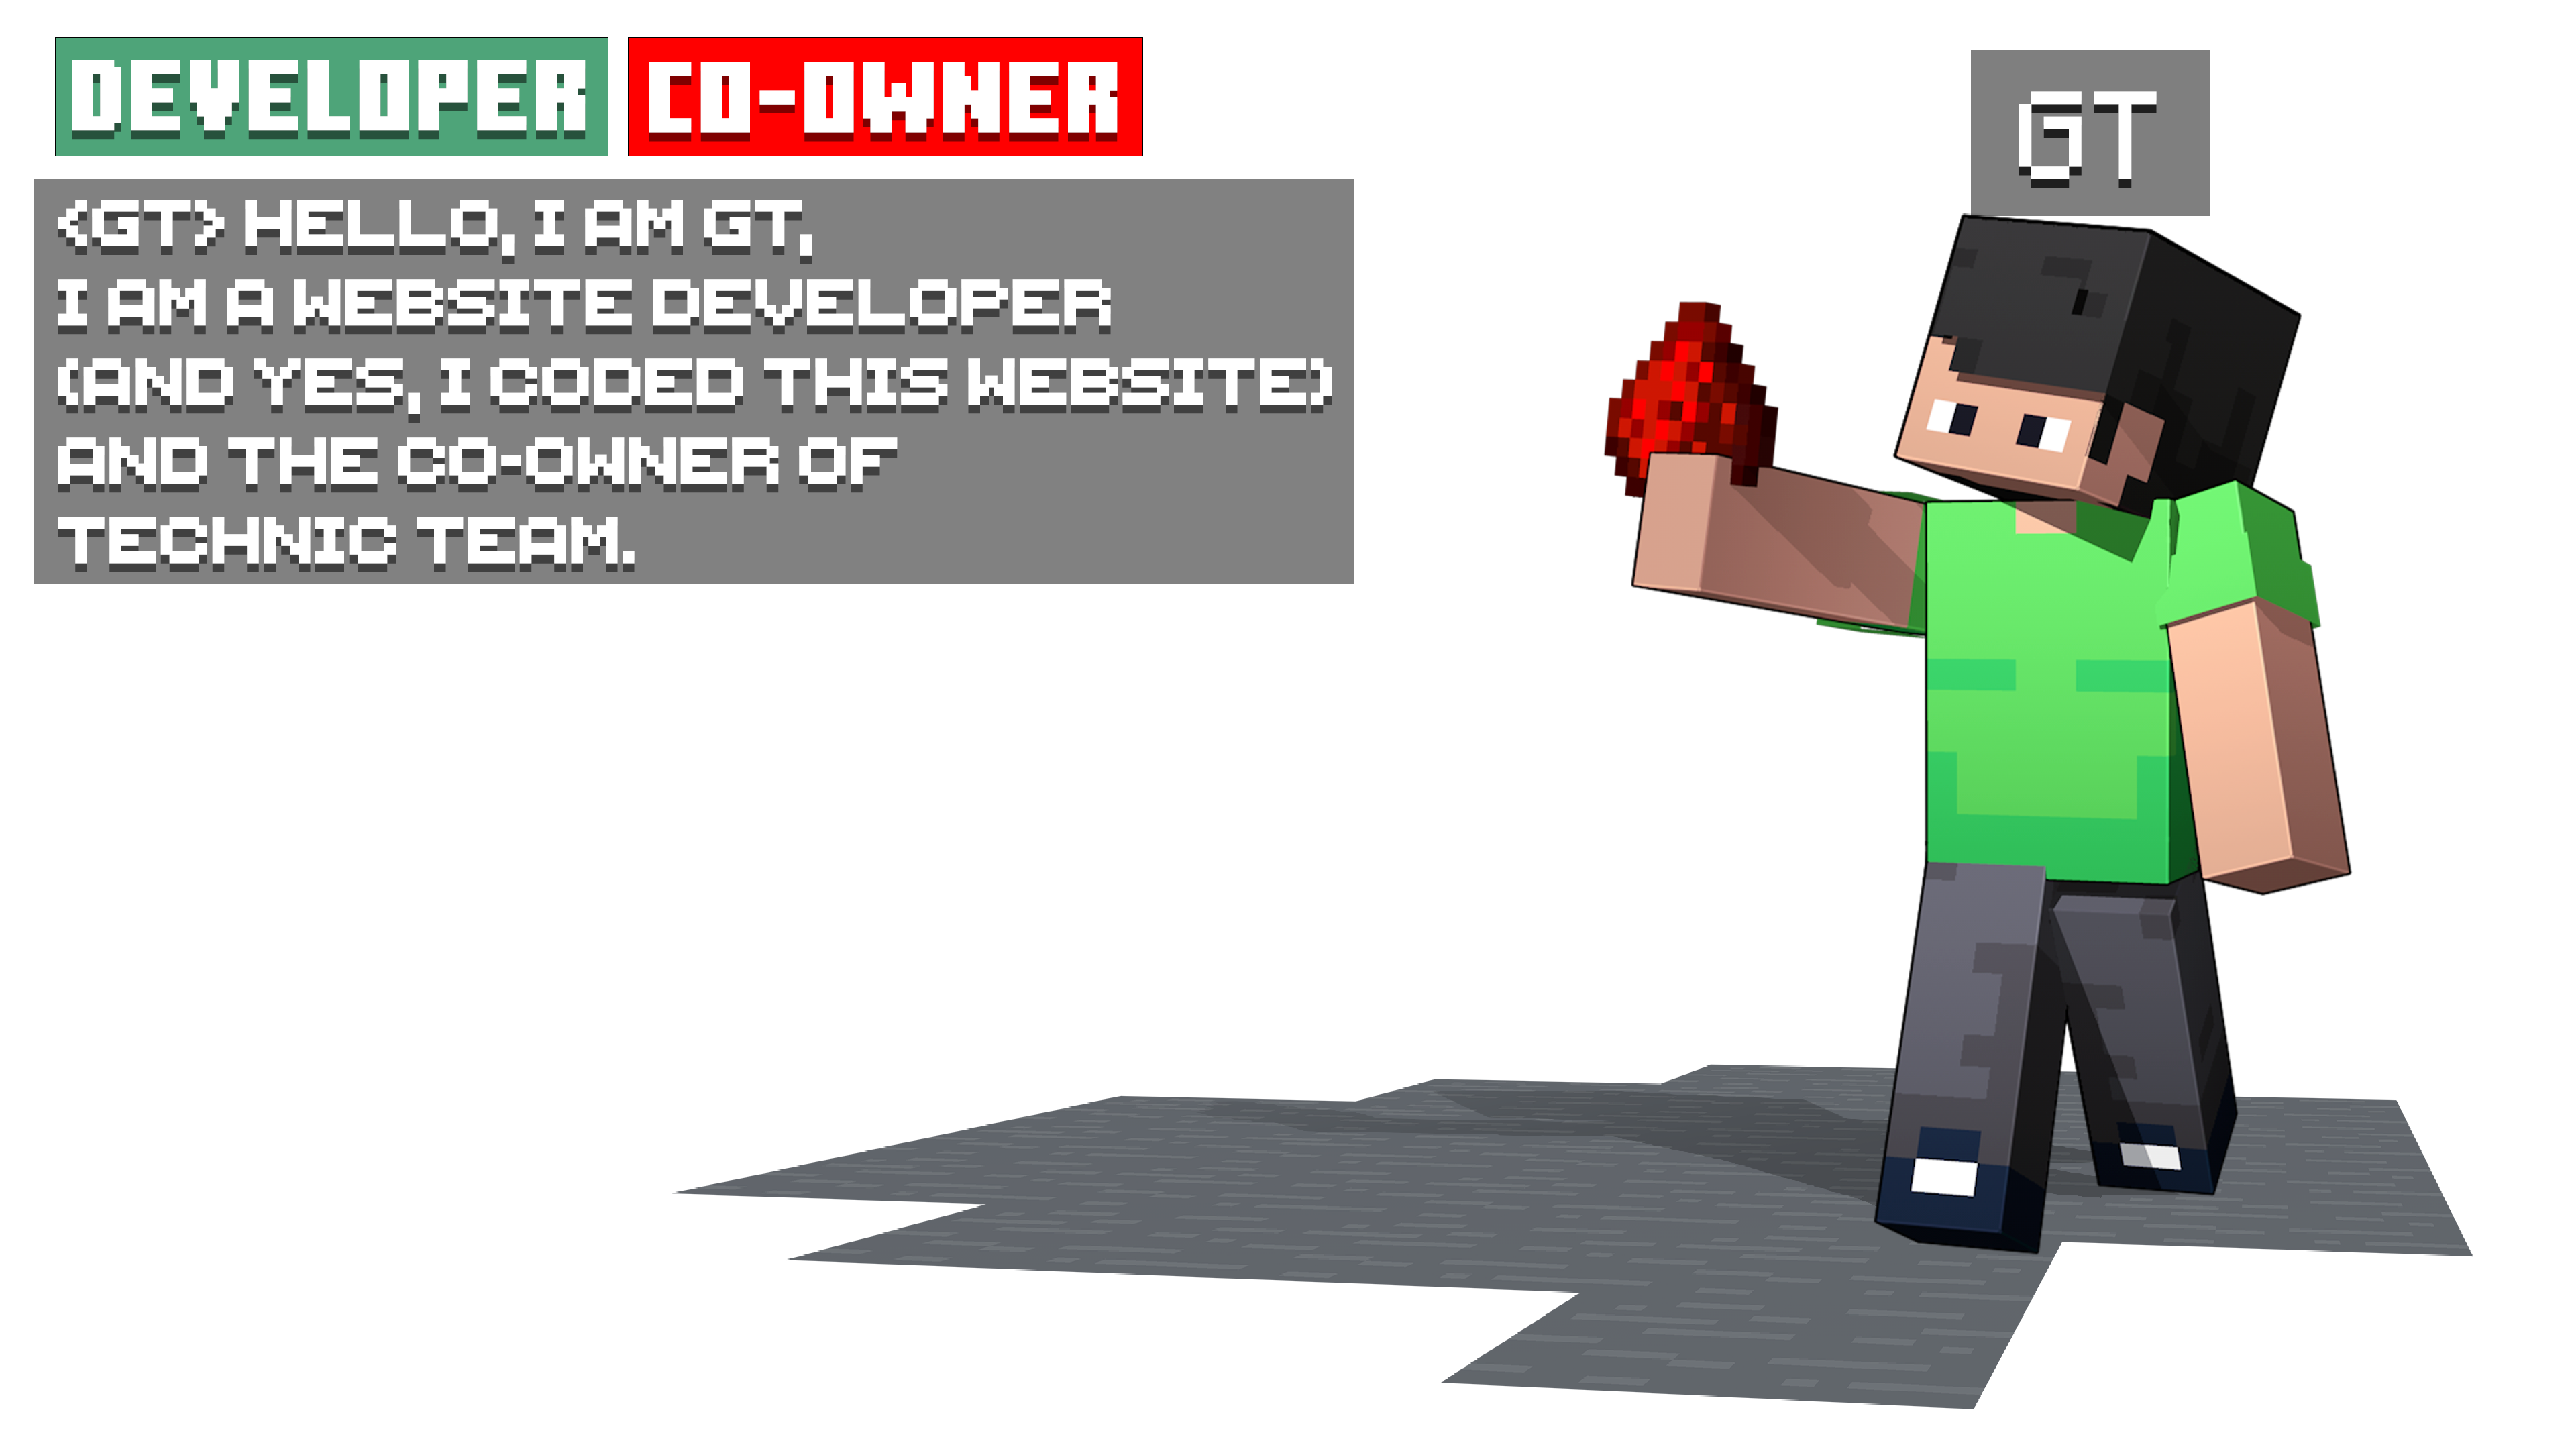 DEVELOPER CO-OWNER
GT
<GT> HELLO, I AM GT,
I AM A WEBSITE DEVELOPER
(AND YES, I CODED THIS WEBSITE)
AND THE CO-OWNER OF
TECHNIC TEAM.